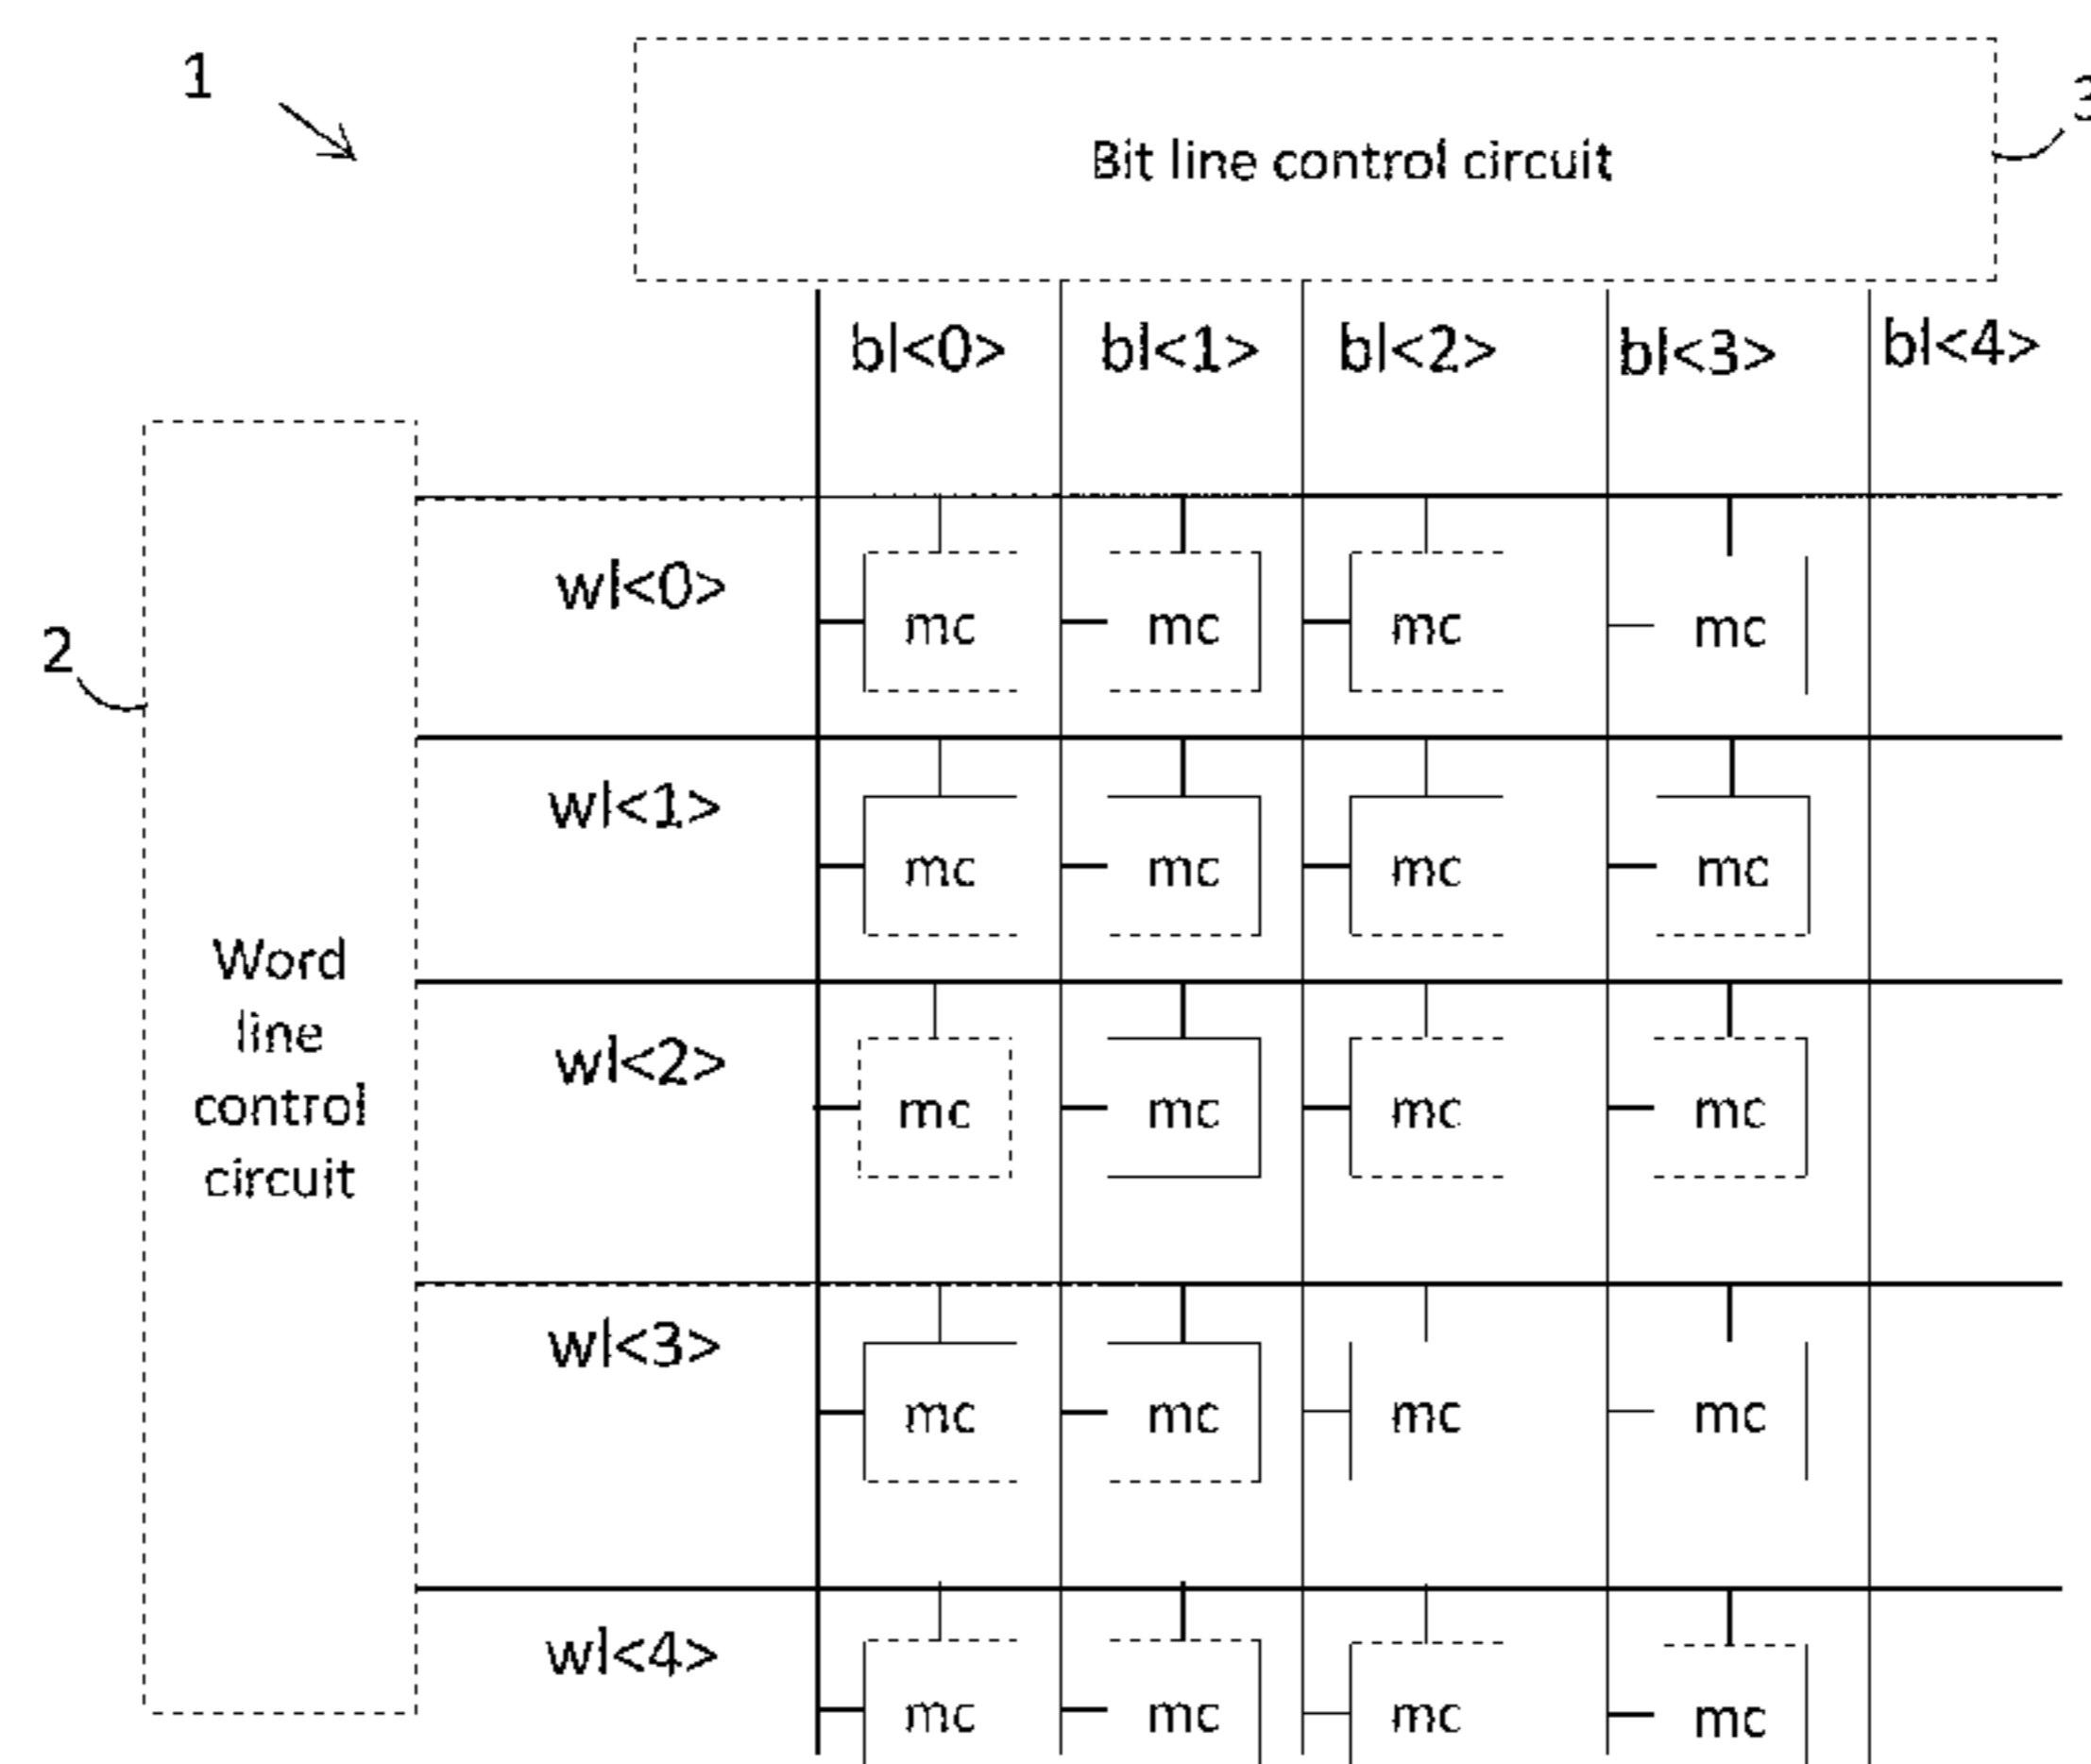 1
3
Bit line control circuit
bl<0> bl<1> bl<2> bl<3> bl<4>
wl<0>
mc mc mc mc
2
wl<1>
mc mc mc mc
Word
line
control
circuit
wl<2>
mc mc mc mc
wl<3>
mc mc mc mc
wl<4>
mc mc mc mc